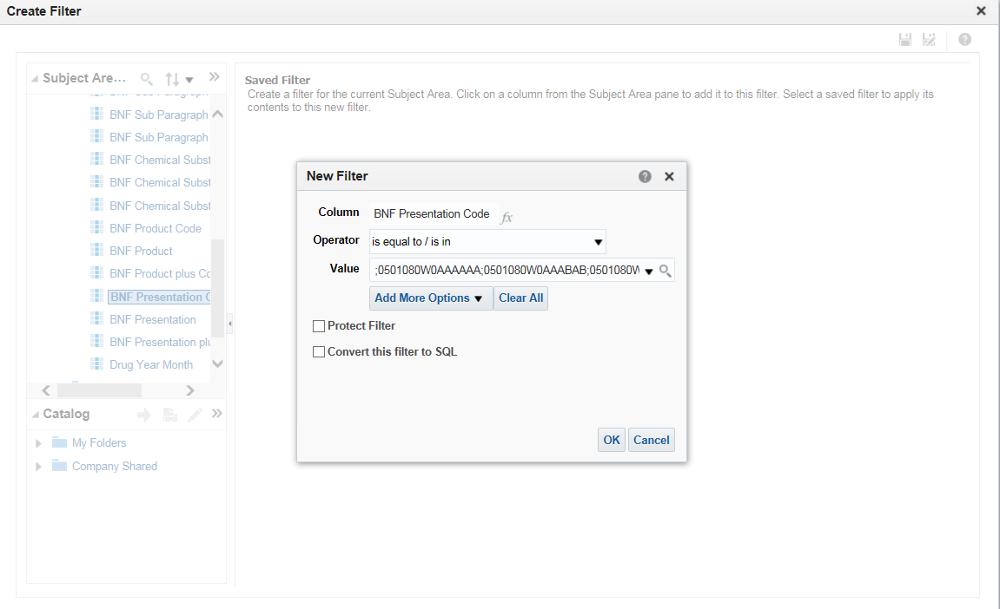 Create Filter
Subject Are...
BNF Sub Paragraph
BNF Sub Paragraph
BNF Sub Paragraph
BNF Chemical Subst
BNF Chemical Subst
BNF Chemical Subst
BNF Product Code
BNF Product
BNF Product plus Co
BNF Presentation C
BNF Presentation
BNF Presentation plu
Drug Year Month
Catalog
My Folders
Company Shared
Saved Filter
Create a filter for the current Subject Area. Click on a column from the Subject Area pane to add it to this filter. Select a saved filter to apply its
contents to this new filter.
New Filter
Column BNF Presentation Code fx
Operator is equal to / is in
Value ;0501080W0AAAAAA;0501080W0AAABAB;0501080W
Add More Options Clear All
Protect Filter
Convert this filter to SQL
OK Cancel